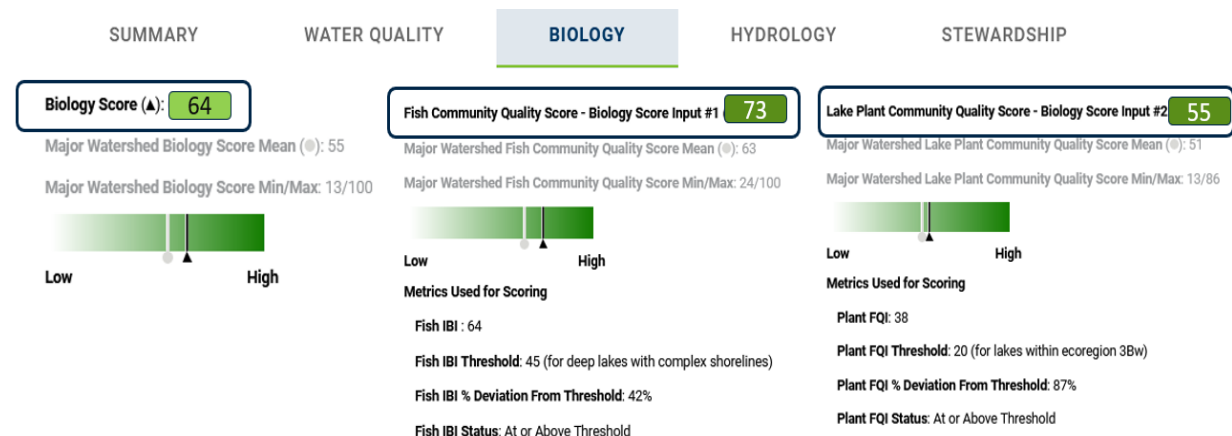 SUMMARY WATER QUALITY BIOLOGY HYDROLOGY STEWARDSHIP
Biology Score (▲): 64
Major Watershed Biology Score Mean (●): 55
Major Watershed Biology Score Min/Max: 13/100
Low High
Fish Community Quality Score - Biology Score Input #1 ( 73
Major Watershed Fish Community Quality Score Mean (●): 63
Major Watershed Fish Community Quality Score Min/Max: 24/100
Low High
Metrics Used for Scoring
Fish IBI : 64
Fish IBI Threshold: 45 (for deep lakes with complex shorelines)
Fish IBI % Deviation From Threshold: 42%
Fish IBI Status: At or Above Threshold
Lake Plant Community Quality Score - Biology Score Input #2 55
Major Watershed Lake Plant Community Quality Score Mean (●): 51
Major Watershed Lake Plant Community Quality Score Min/Max: 13/86
Low High
Metrics Used for Scoring
Plant FQI: 38
Plant FQI Threshold: 20 (for lakes within ecoregion 3Bw)
Plant FQI % Deviation From Threshold: 87%
Plant FQI Status: At or Above Threshold